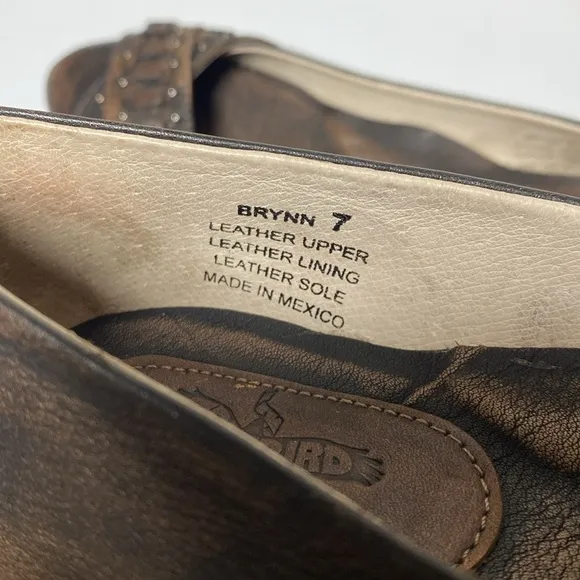 BRYNN 7
LEATHER UPPER
LEATHER LINING
LEATHER SOLE
MADE IN MEXICO